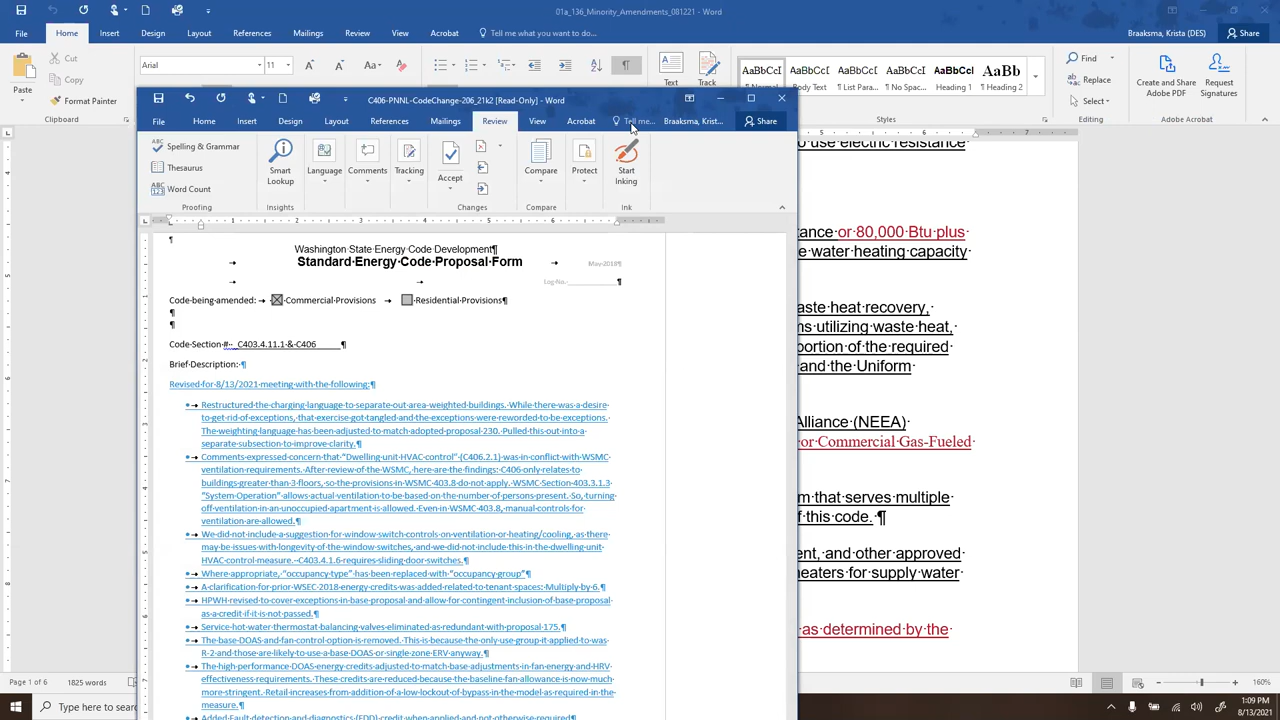 01a_136_Minority_Amendments_081221 - Word
File Home Insert Design Layout References Mailings Review View Acrobat Tell me what you want to do... Braaksma, Krista (DES) Share
Cut
Copy
Paste
Format Painter
Clipboard
Arial 11
Text Track
AaBbCcI AaBbCcDc AaBbCcDc AaBbCc AaBb
¶ Normal ¶ List Para... ¶ No Spac... Heading 1 ¶ Heading 2
Styles
Find
Replace
Select
Editing
Create and Share Adobe PDF
Request Signatures
Adobe Acrobat
C406-PNNL-CodeChange-206_21k2 [Read-Only] - Word
File Home Insert Design Layout References Mailings Review View Acrobat Tell me... Braaksma, Krist... Share
Spelling & Grammar
Thesaurus
Word Count
Proofing
Smart Lookup
Insights
Language
Comments
Tracking
Accept
Changes
Compare
Compare
Protect
Start Inking
Ink
Washington State Energy Code Development¶
Standard Energy Code Proposal Form
May 2018¶
Log No. ____________¶
Code being amended: Commercial Provisions Residential Provisions¶
¶
¶
Code Section # C403.4.11.1 & C406 ¶
Brief Description: ¶
Revised for 8/13/2021 meeting with the following:¶
Restructured the charging language to separate out area weighted buildings. While there was a desire
to get rid of exceptions, that exercise got tangled and the exceptions were reworded to be exceptions.
The weighting language has been adjusted to match adopted proposal 230. Pulled this out into a
separate subsection to improve clarity.¶
Comments expressed concern that “Dwelling unit HVAC control” (C406.2.1) was in conflict with WSMC
ventilation requirements. After review of the WSMC, here are the findings: C406 only relates to
buildings greater than 3 floors, so the provisions in WSMC 403.8 do not apply. WSMC Section 403.3.1.3
“System Operation” allows actual ventilation to be based on the number of persons present. So, turning
off ventilation in an unoccupied apartment is allowed. Even in WSMC 403.8, manual controls for
ventilation are allowed.¶
We did not include a suggestion for window switch controls on ventilation or heating/cooling, as there
may be issues with longevity of the window switches, and we did not include this in the dwelling unit
HVAC control measure. C403.4.1.6 requires sliding door switches.¶
Where appropriate, “occupancy type” has been replaced with “occupancy group”¶
A clarification for prior WSEC-2018 energy credits was added related to tenant spaces: Multiply by 6.¶
HPWH revised to cover exceptions in base proposal and allow for contingent inclusion of base proposal
as a credit if it is not passed.¶
Service hot water thermostat balancing valves eliminated as redundant with proposal 175.¶
The base DOAS and fan control option is removed. This is because the only use group it applied to was
R-2 and those are likely to use a base DOAS or single zone ERV anyway.¶
The high performance DOAS energy credits adjusted to match base adjustments in fan energy and HRV
effectiveness requirements. These credits are reduced because the baseline fan allowance is now much
more stringent. Retail increases from addition of a low lockout of bypass in the model as required in the
measure.¶
Added Fault detection and diagnostics (FDD) credit when applied and not otherwise required¶
to use electric resistance
tance or 80,000 Btu plus
e water heating capacity
aste heat recovery,
ns utilizing waste heat,
portion of the required
and the Uniform
Alliance (NEEA)
or Commercial Gas-Fueled
m that serves multiple
f this code. ¶
ent, and other approved
heaters for supply water
as determined by the
Page 1 of 6 1825 words
160%
Type here to sear
1:09 PM
8/13/2021